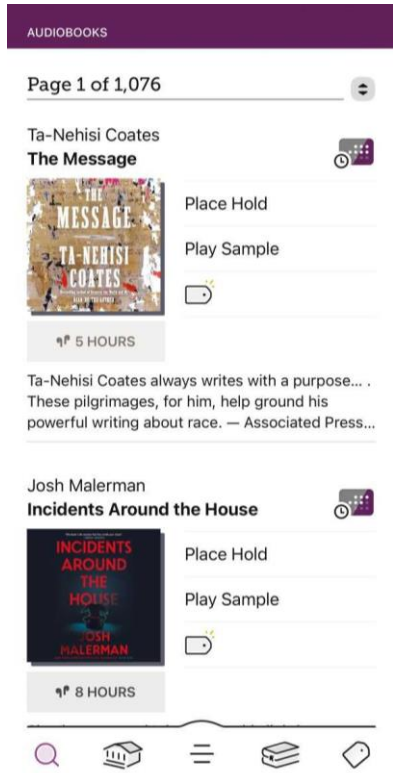 AUDIOBOOKS
Page 1 of 1,076
Ta-Nehisi Coates
The Message
THE
MESSAGE
TA-NEHISI
COATES
Place Hold
Play Sample
5 HOURS
Ta-Nehisi Coates always writes with a purpose... .
These pilgrimages, for him, help ground his
powerful writing about race. — Associated Press...
Josh Malerman
Incidents Around the House
INCIDENTS
AROUND
THE
HOUSE
JOSH
MALERMAN
Place Hold
Play Sample
8 HOURS